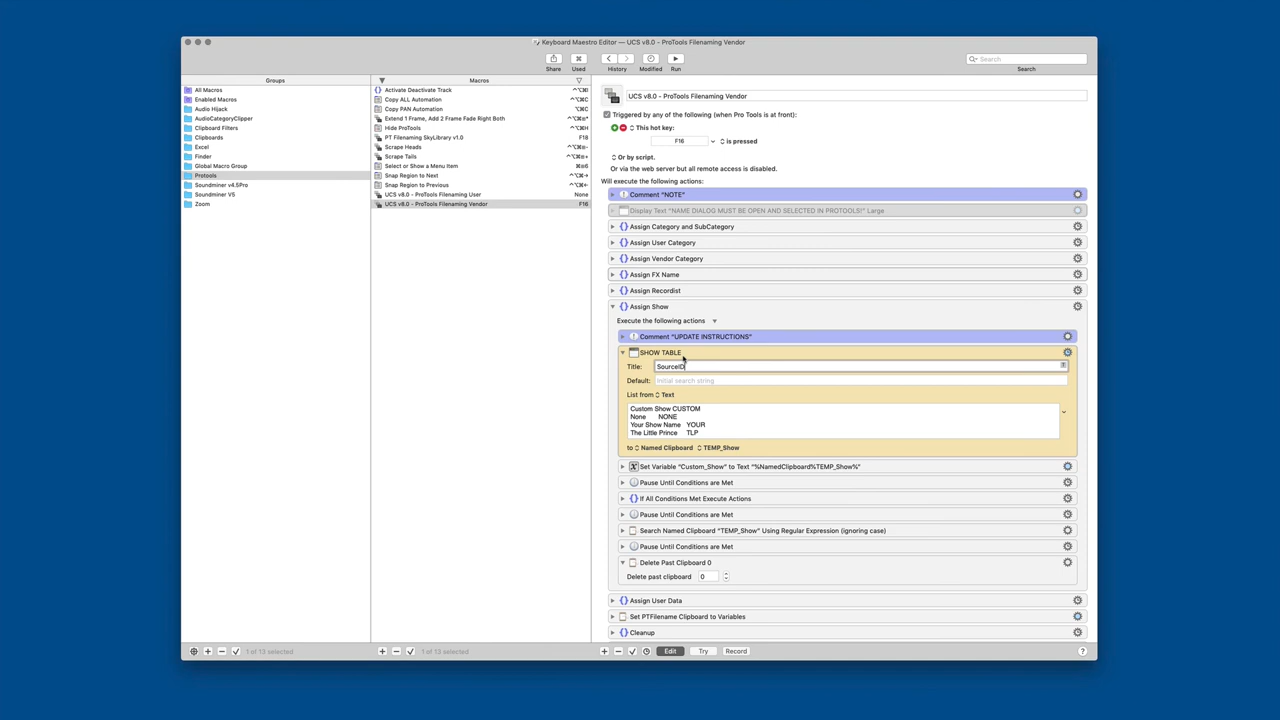 Keyboard Maestro Editor — UCS v8.0 - ProTools Filenaming Vendor
Share
Used
History
Modified
Run
Search
Search
Groups
All Macros
Enabled Macros
Audio Hijack
AudioCategoryClipper
Clipboard Filters
Clipboards
Excel
Finder
Global Macro Group
Protools
Soundminer v4.5Pro
Soundminer V5
Zoom
Macros
Activate Deactivate Track
Copy ALL Automation ^⌥⌘C
Copy PAN Automation ⌥⌘C
Extend 1 Frame, Add 2 Frame Fade Right Both
Hide ProTools ^⌥⌘H
PT Filenaming SkyLibrary v1.0 F18
Scrape Heads
Scrape Tails
Select or Show a Menu Item
Snap Region to Next
Snap Region to Previous
UCS v8.0 - ProTools Filenaming User None
UCS v8.0 - ProTools Filenaming Vendor F16
UCS v8.0 - ProTools Filenaming Vendor
Triggered by any of the following (when Pro Tools is at front):
This hot key:
F16 is pressed
Or by script.
Or via the web server but all remote access is disabled.
Will execute the following actions:
Comment "NOTE"
Display Text "NAME DIALOG MUST BE OPEN AND SELECTED IN PROTOOLS!" Large
Assign Category and SubCategory
Assign User Category
Assign Vendor Category
Assign FX Name
Assign Recordist
Assign Show
Execute the following actions
Comment "UPDATE INSTRUCTIONS"
SHOW TABLE
Title: SourceID
Default: Initial search string
List from Text
Custom Show CUSTOM
None NONE
Your Show Name YOUR
The Little Prince TLP
to Named Clipboard TEMP_Show
Set Variable "Custom_Show" to Text "%NamedClipboard%TEMP_Show%"
Pause Until Conditions are Met
If All Conditions Met Execute Actions
Pause Until Conditions are Met
Search Named Clipboard "TEMP_Show" Using Regular Expression (ignoring case)
Pause Until Conditions are Met
Delete Past Clipboard 0
Delete past clipboard 0
Assign User Data
Set PTFilename Clipboard to Variables
Cleanup
1 of 13 selected
1 of 13 selected
Edit
Try
Record
?